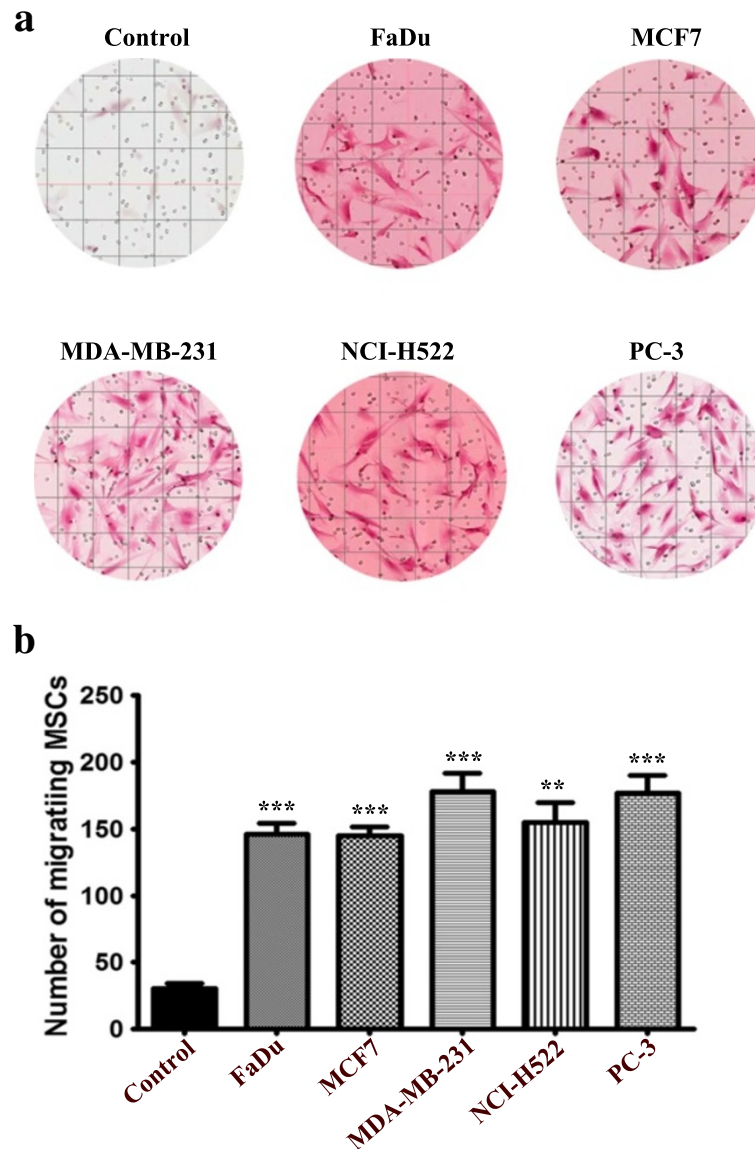 a
Control FaDu MCF7
MDA-MB-231 NCI-H522 PC-3
b
Number of migratiing MSCs
250
200
150
100
50
0
*** *** *** ** ***
Control FaDu MCF7 MDA-MB-231 NCI-H522 PC-3